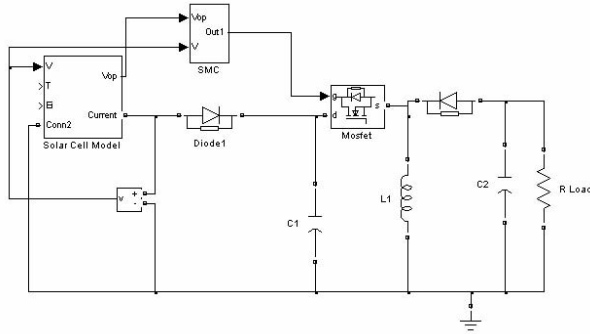 Vop
Out1
V
SMC
V
Vop
T
Current
Conn2
Solar Cell Model
Diode1
g
d
s
Mosfet
v
+
-
C1
L1
C2
R Load